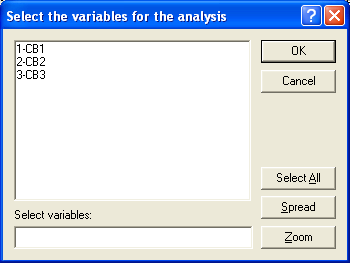 Select the variables for the analysis
1-CB1
2-CB2
3-CB3
OK
Cancel
Select All
Select variables:
Spread
Zoom